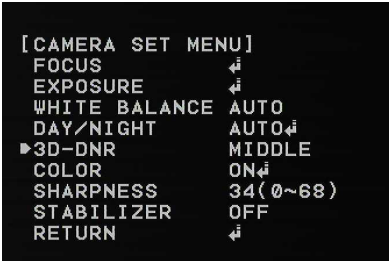 [CAMERA SET MENU]
FOCUS ↲
EXPOSURE ↲
WHITE BALANCE AUTO
DAY/NIGHT AUTO↲
▶3D-DNR MIDDLE
COLOR ON↲
SHARPNESS 34(0~68)
STABILIZER OFF
RETURN ↲